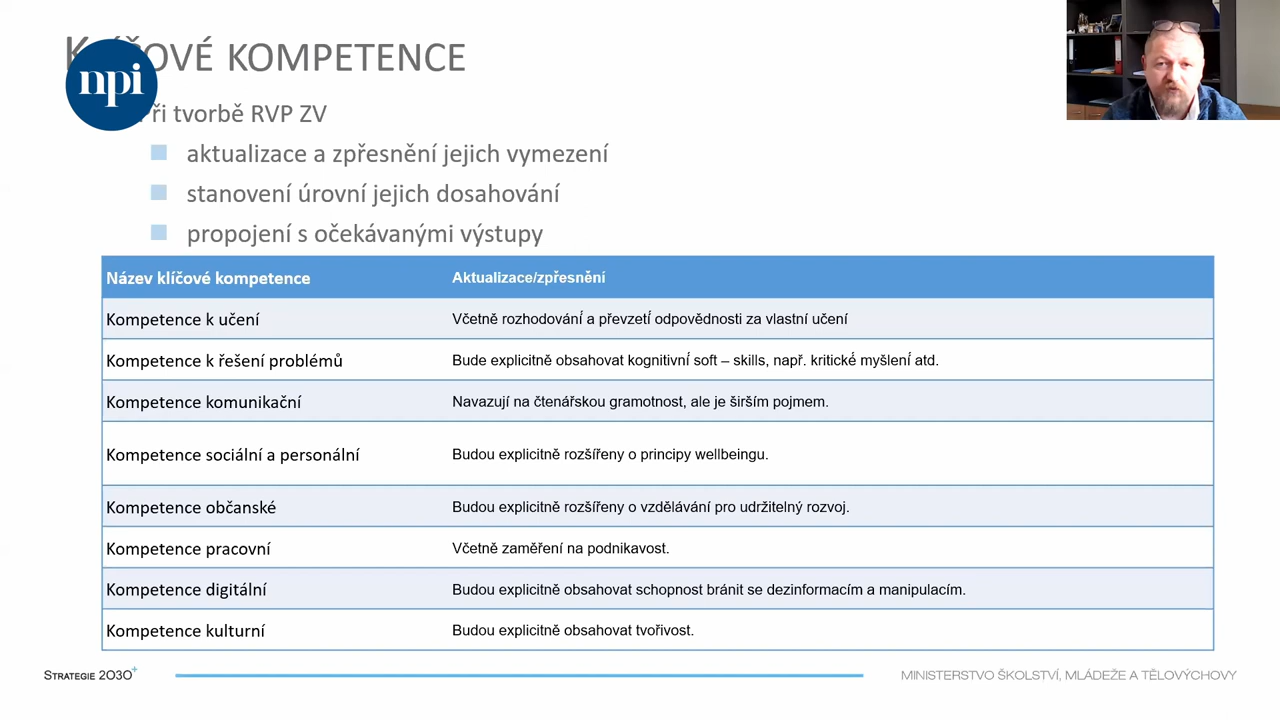 KLÍČOVÉ KOMPETENCE
npi
Při tvorbě RVP ZV
aktualizace a zpřesnění jejich vymezení
stanovení úrovní jejich dosahování
propojení s očekávanými výstupy
Název klíčové kompetence Aktualizace/zpřesnění
Kompetence k učení Včetně rozhodování a převzetí odpovědnosti za vlastní učení
Kompetence k řešení problémů Bude explicitně obsahovat kognitivní soft – skills, např. kritické myšlení atd.
Kompetence komunikační Navazují na čtenářskou gramotnost, ale je širším pojmem.
Kompetence sociální a personální Budou explicitně rozšířeny o principy wellbeingu.
Kompetence občanské Budou explicitně rozšířeny o vzdělávání pro udržitelný rozvoj.
Kompetence pracovní Včetně zaměření na podnikavost.
Kompetence digitální Budou explicitně obsahovat schopnost bránit se dezinformacím a manipulacím.
Kompetence kulturní Budou explicitně obsahovat tvořivost.
STRATEGIE 2030+ MINISTERSTVO ŠKOLSTVÍ, MLÁDEŽE A TĚLOVÝCHOVY